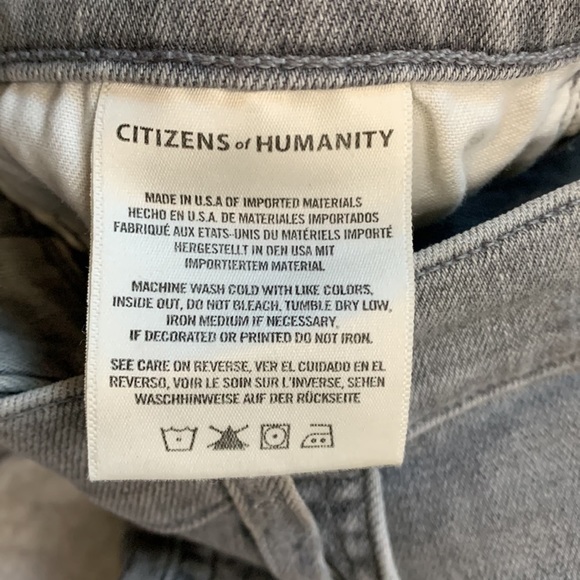 CITIZENS of HUMANITY
MADE IN U.S.A OF IMPORTED MATERIALS
HECHO EN U.S.A. DE MATERIALES IMPORTADOS
FABRIQUÉ AUX ETATS-UNIS DU MATÉRIELS IMPORTÉ
HERGESTELLT IN DEN USA MIT
IMPORTIERTEM MATERIAL
MACHINE WASH COLD WITH LIKE COLORS,
INSIDE OUT, DO NOT BLEACH, TUMBLE DRY LOW,
IRON MEDIUM IF NECESSARY,
IF DECORATED OR PRINTED DO NOT IRON.
SEE CARE ON REVERSE, VER EL CUIDADO EN EL
REVERSO, VOIR LE SOIN SUR L'INVERSE, SEHEN
WASCHHINWEISE AUF DER RÜCKSEITE